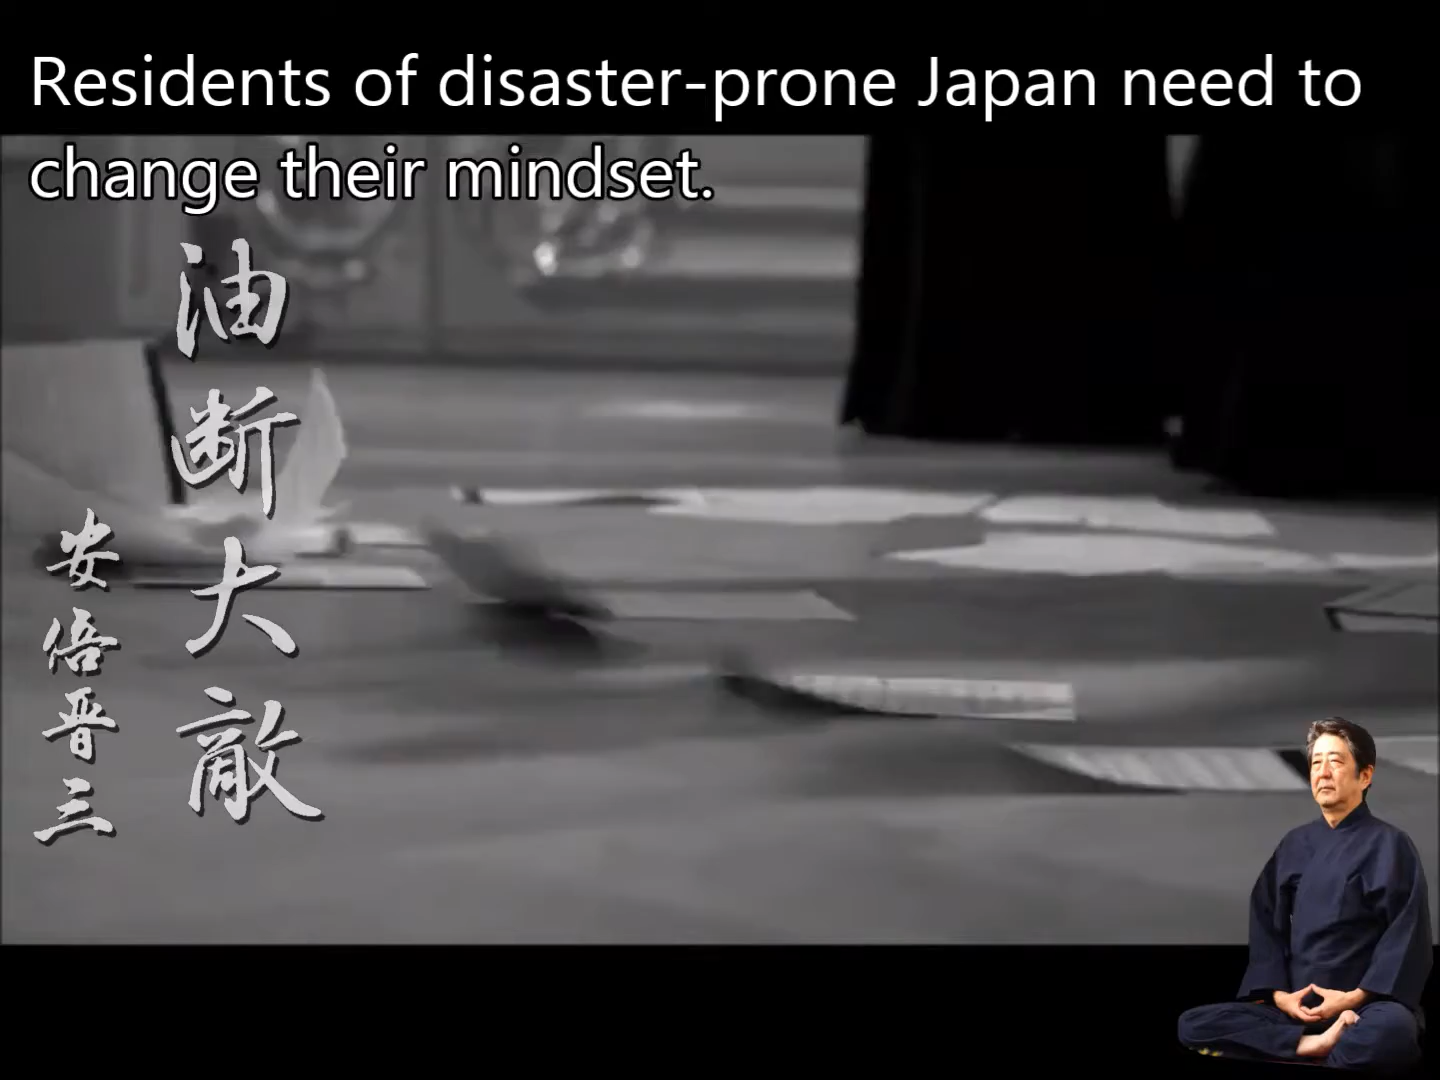 Residents of disaster-prone Japan need to
change their mindset.
油断大敵
安倍晋三